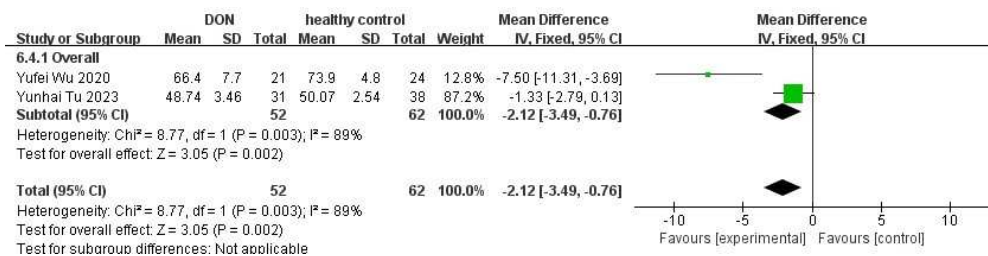 DON healthy control Mean Difference Mean Difference
Study or Subgroup Mean SD Total Mean SD Total Weight IV, Fixed, 95% CI IV, Fixed, 95% CI
6.4.1 Overall
Yufei Wu 2020 66.4 7.7 21 73.9 4.8 24 12.8% -7.50 [-11.31, -3.69]
Yunhai Tu 2023 48.74 3.46 31 50.07 2.54 38 87.2% -1.33 [-2.79, 0.13]
Subtotal (95% CI) 52 62 100.0% -2.12 [-3.49, -0.76]
Heterogeneity: Chi² = 8.77, df = 1 (P = 0.003); I² = 89%
Test for overall effect: Z = 3.05 (P = 0.002)
Total (95% CI) 52 62 100.0% -2.12 [-3.49, -0.76]
Heterogeneity: Chi² = 8.77, df = 1 (P = 0.003); I² = 89%
Test for overall effect: Z = 3.05 (P = 0.002)
Test for subgroup differences: Not applicable
-10 -5 0 5 10
Favours [experimental] Favours [control]